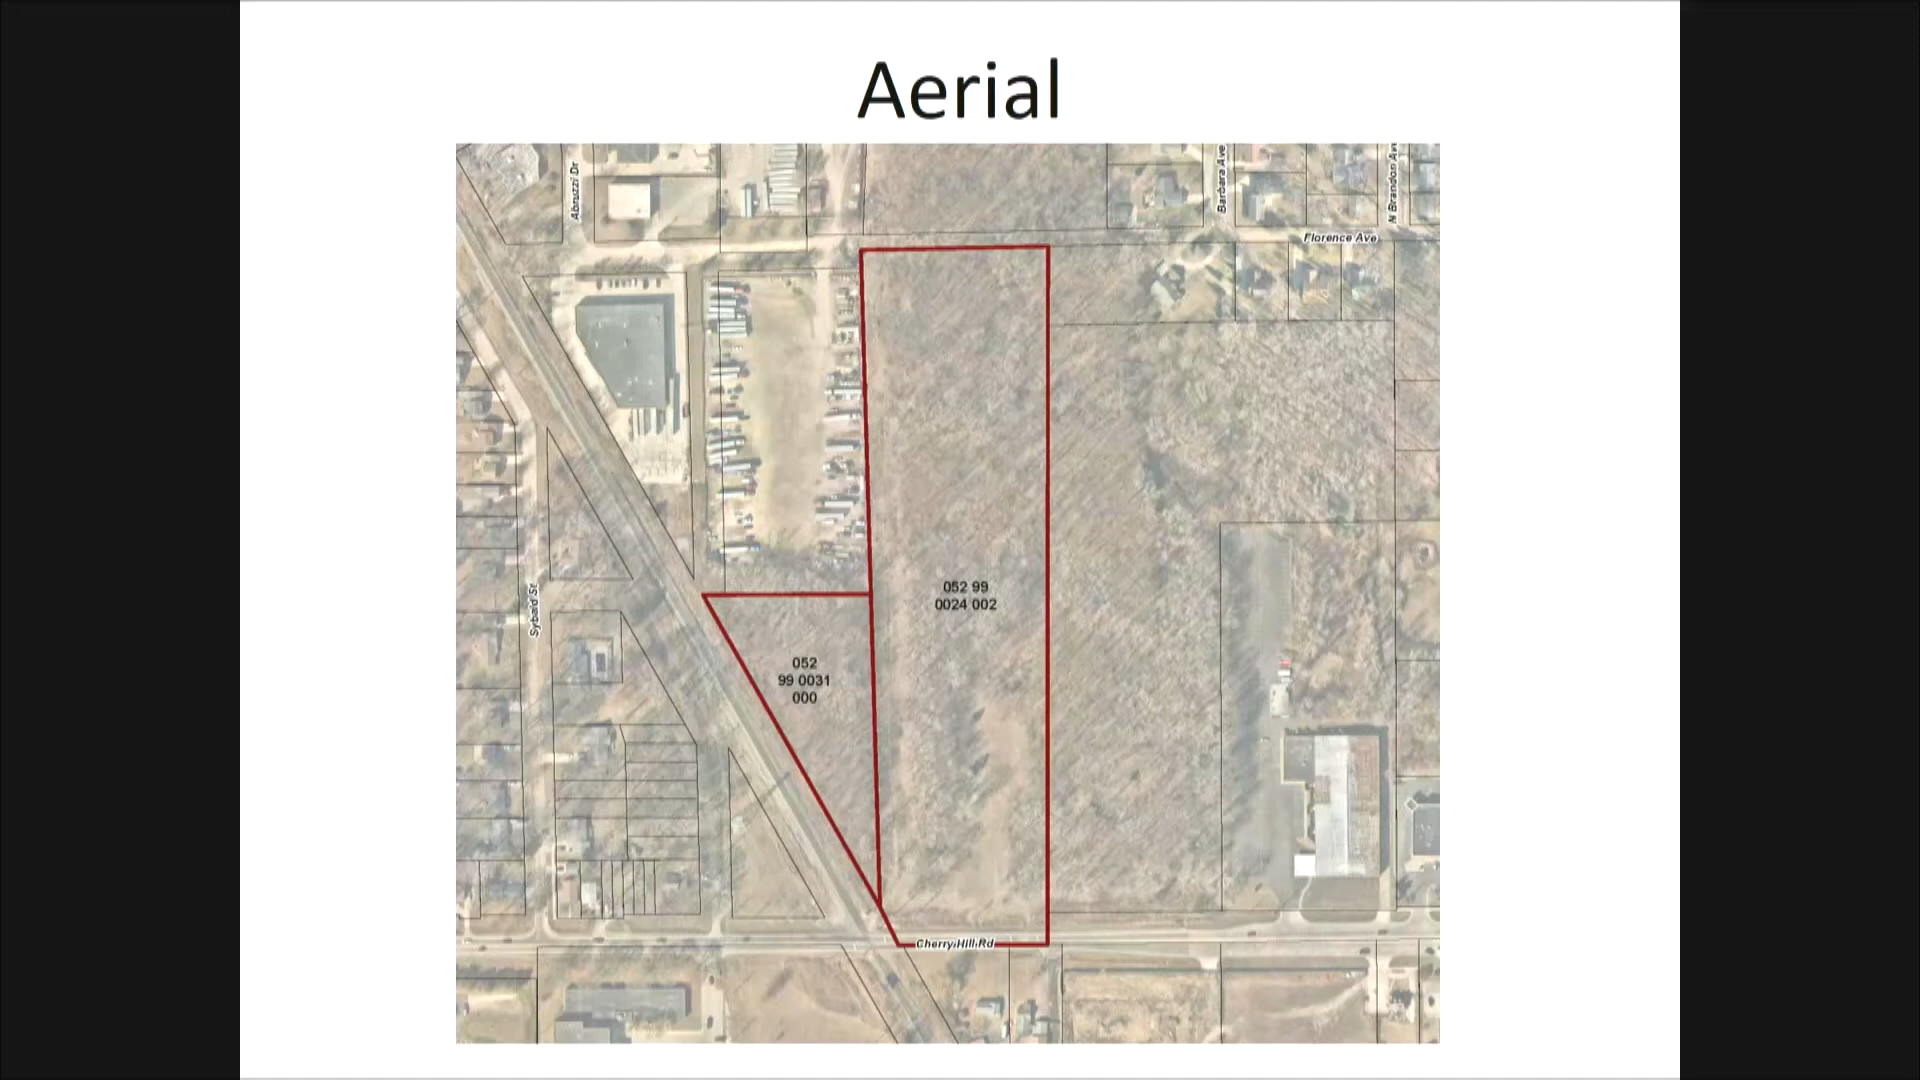 Aerial
Abruzzi Dr
Barbara Ave
N Brandon Ave
Florence Ave
052 99
0024 002
Sybald St
052
99 0031
000
Cherry Hill Rd